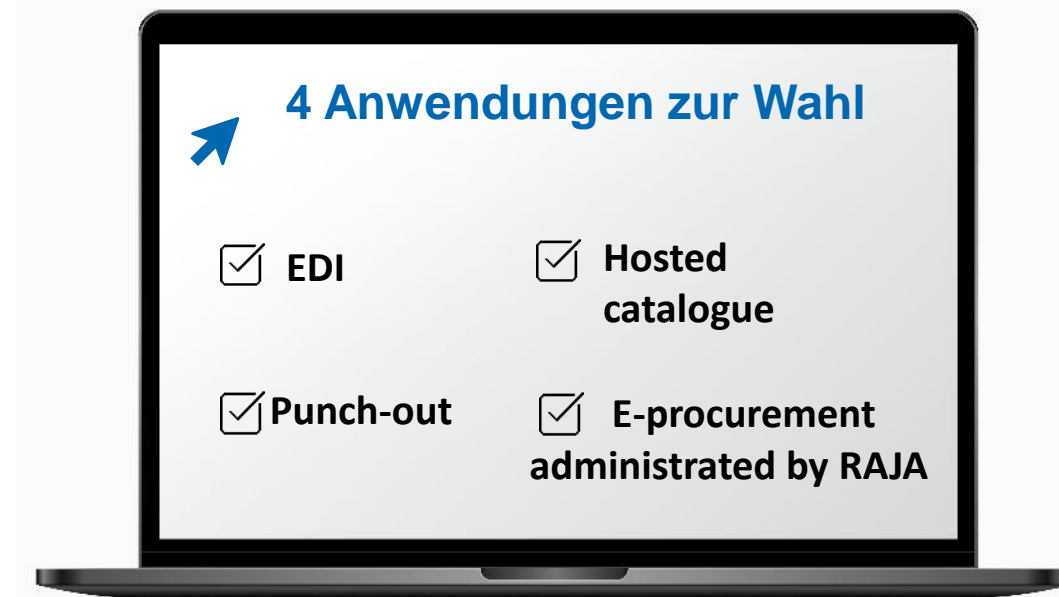 4 Anwendungen zur Wahl
EDI
Hosted
catalogue
Punch-out
E-procurement
administrated by RAJA